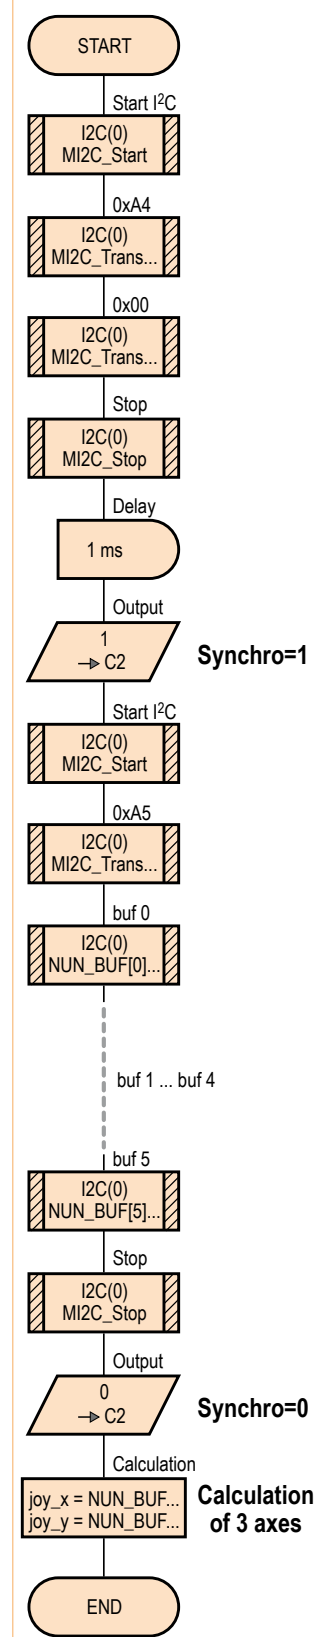 START
Start I²C
I2C(0)
MI2C_Start
0xA4
I2C(0)
MI2C_Trans...
0x00
I2C(0)
MI2C_Trans...
Stop
I2C(0)
MI2C_Stop
Delay
1 ms
Output
1
→ C2
Synchro=1
Start I²C
I2C(0)
MI2C_Start
0xA5
I2C(0)
MI2C_Trans...
buf 0
I2C(0)
NUN_BUF[0]...
buf 1 ... buf 4
buf 5
I2C(0)
NUN_BUF[5]...
Stop
I2C(0)
MI2C_Stop
Output
0
→ C2
Synchro=0
Calculation
joy_x = NUN_BUF...
joy_y = NUN_BUF...
Calculation
of 3 axes
END